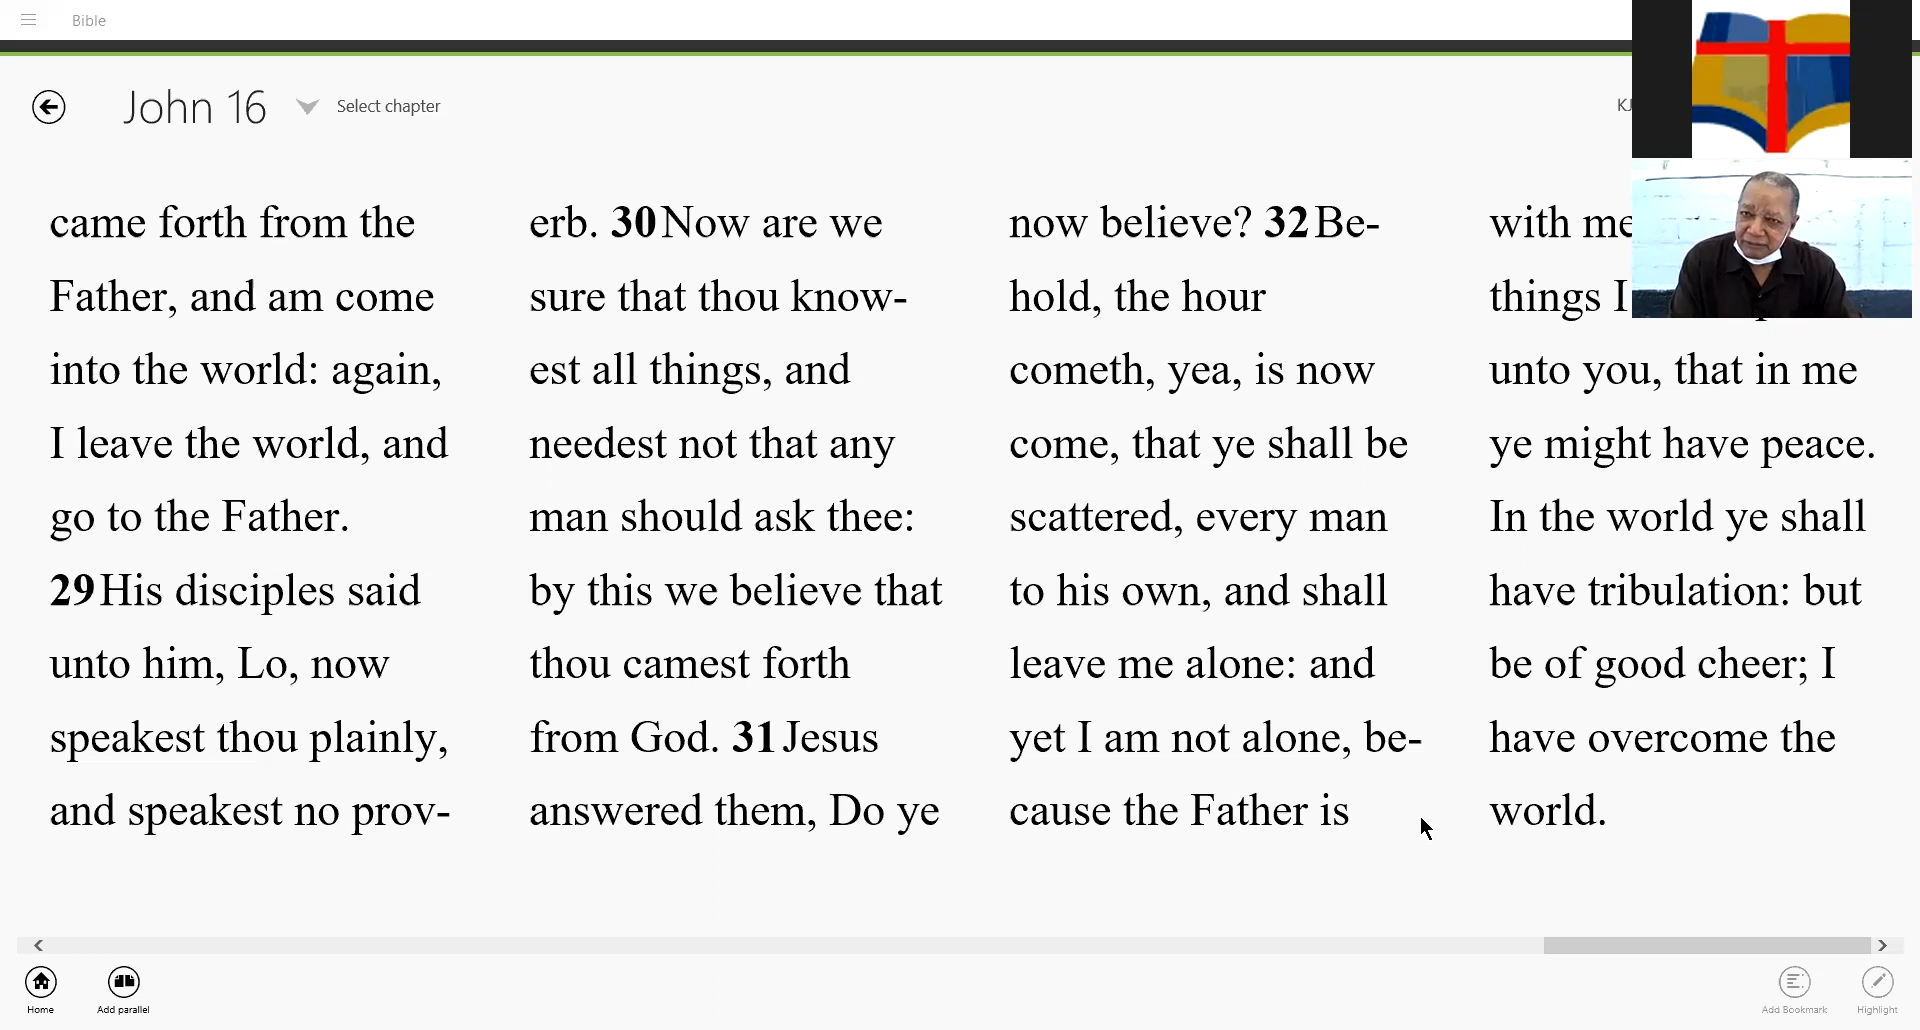 Bible
John 16
Select chapter
KJ
came forth from the
Father, and am come
into the world: again,
I leave the world, and
go to the Father.
29 His disciples said
unto him, Lo, now
speakest thou plainly,
and speakest no prov-
erb. 30 Now are we
sure that thou know-
est all things, and
needest not that any
man should ask thee:
by this we believe that
thou camest forth
from God. 31 Jesus
answered them, Do ye
now believe? 32 Be-
hold, the hour
cometh, yea, is now
come, that ye shall be
scattered, every man
to his own, and shall
leave me alone: and
yet I am not alone, be-
cause the Father is
with me
things I
unto you, that in me
ye might have peace.
In the world ye shall
have tribulation: but
be of good cheer; I
have overcome the
world.
Home
Add parallel
Add Bookmark
Highlight